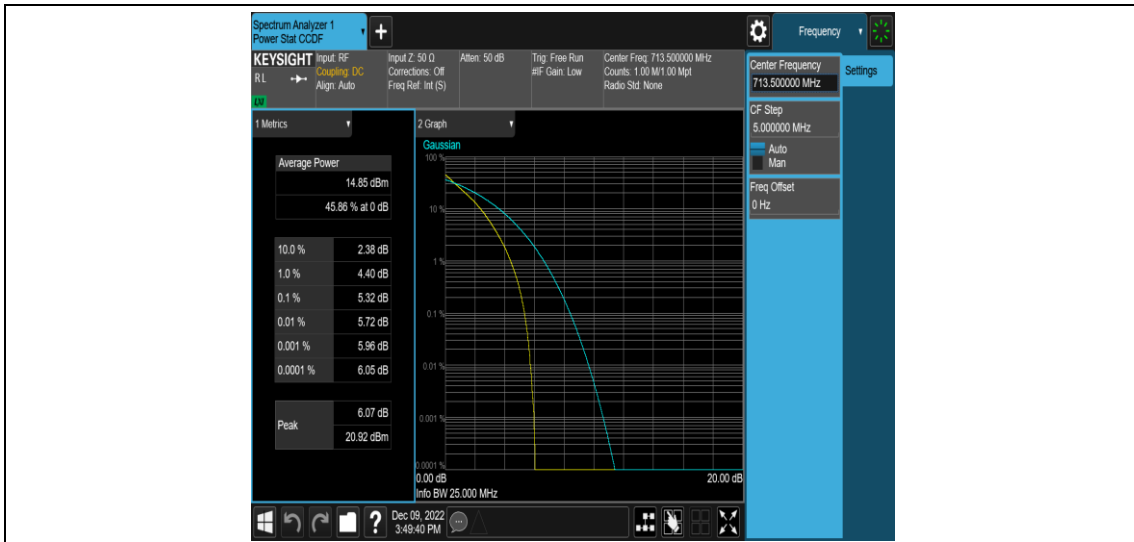 Spectrum Analyzer 1
Power Stat CCDF
+
Frequency
KEYSIGHT Input: RF
RL
Coupling: DC
Align: Auto
Input Z: 50 Ω
Corrections: Off
Freq Ref: Int (S)
Atten: 50 dB
Trig: Free Run
#IF Gain: Low
Center Freq: 713.500000 MHz
Counts: 1.00 M/1.00 Mpt
Radio Std: None
Center Frequency
713.500000 MHz
Settings
CF Step
5.000000 MHz
Auto
Man
Freq Offset
0 Hz
1 Metrics
Average Power
14.85 dBm
45.86 % at 0 dB
10.0 % 2.38 dB
1.0 % 4.40 dB
0.1 % 5.32 dB
0.01 % 5.72 dB
0.001 % 5.96 dB
0.0001 % 6.05 dB
Peak
6.07 dB
20.92 dBm
2 Graph
Gaussian
100 %
10 %
1 %
0.1 %
0.01 %
0.001 %
0.0001 %
0.00 dB 20.00 dB
Info BW 25.000 MHz
?
Dec 09, 2022
3:49:40 PM